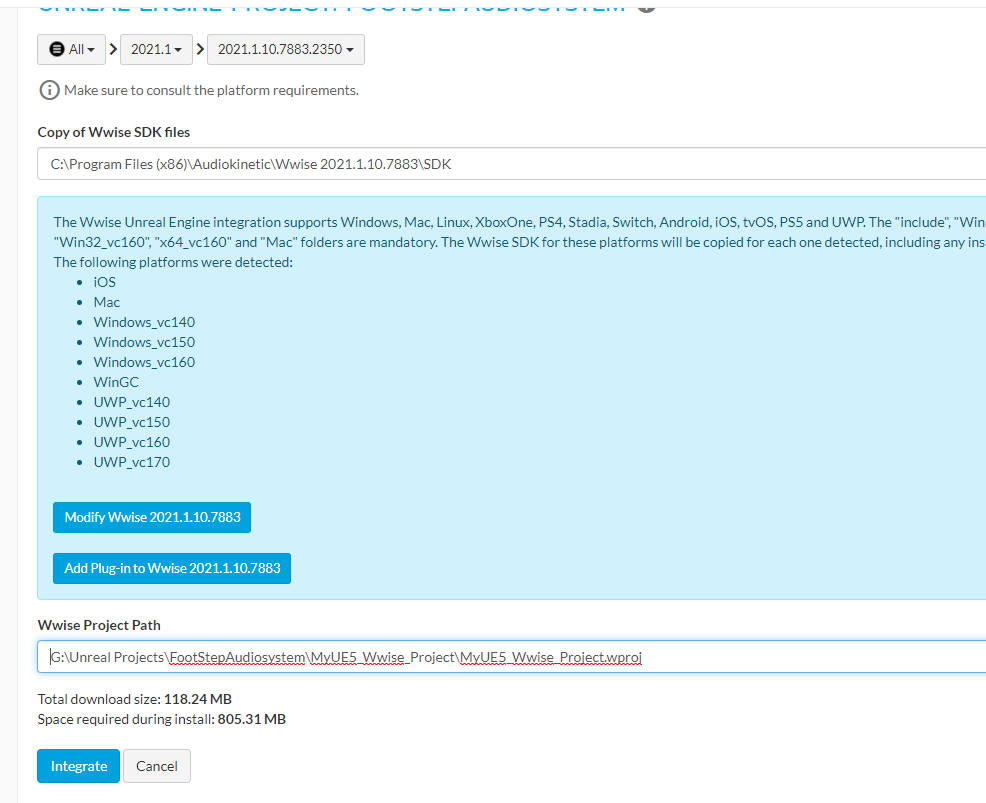 UNREAL ENGINE PROJECT: FOOTSTEPAUDIOSYSTEM
All
2021.1
2021.1.10.7883.2350
Make sure to consult the platform requirements.
Copy of Wwise SDK files
C:\Program Files (x86)\Audiokinetic\Wwise 2021.1.10.7883\SDK
The Wwise Unreal Engine integration supports Windows, Mac, Linux, XboxOne, PS4, Stadia, Switch, Android, iOS, tvOS, PS5 and UWP. The "include", "Win
"Win32_vc160", "x64_vc160" and "Mac" folders are mandatory. The Wwise SDK for these platforms will be copied for each one detected, including any ins
The following platforms were detected:
iOS
Mac
Windows_vc140
Windows_vc150
Windows_vc160
WinGC
UWP_vc140
UWP_vc150
UWP_vc160
UWP_vc170
Modify Wwise 2021.1.10.7883
Add Plug-in to Wwise 2021.1.10.7883
Wwise Project Path
G:\Unreal Projects\FootStepAudiosystem\MyUE5_Wwise_Project\MyUE5_Wwise_Project.wproj
Total download size: 118.24 MB
Space required during install: 805.31 MB
Integrate
Cancel